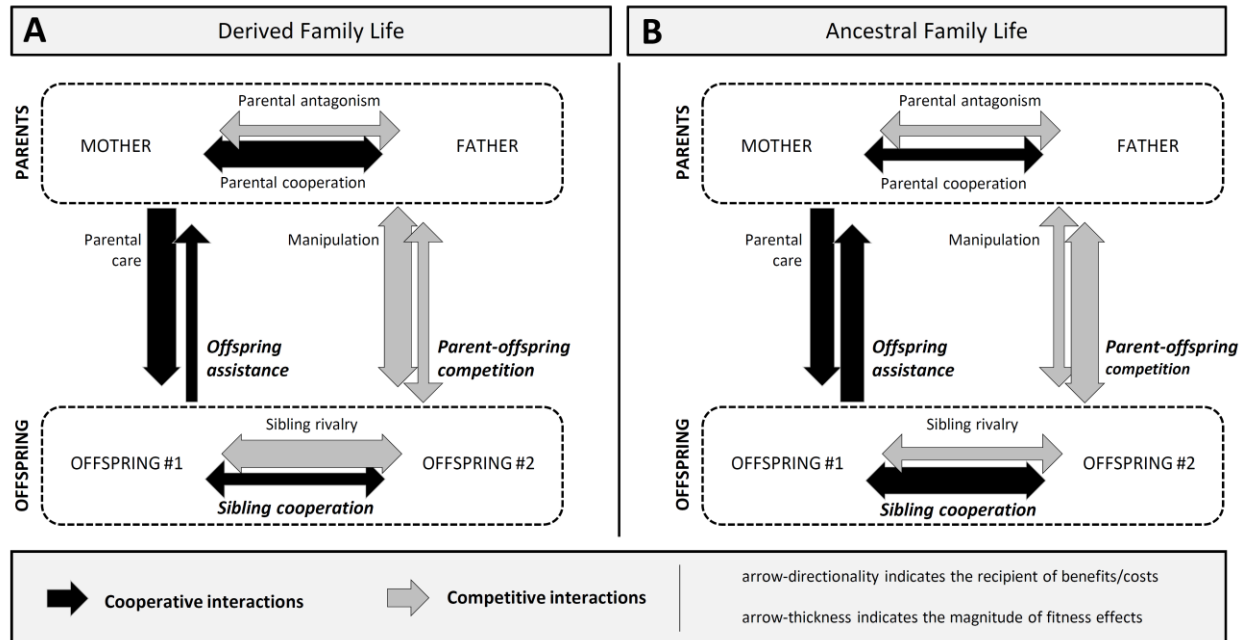 A
Derived Family Life
PARENTS
Parental antagonism
MOTHER
FATHER
Parental cooperation
Parental
care
Manipulation
Offspring
assistance
Parent-offspring
competition
OFFSPRING
Sibling rivalry
OFFSPRING #1
OFFSPRING #2
Sibling cooperation
B
Ancestral Family Life
PARENTS
Parental antagonism
MOTHER
FATHER
Parental cooperation
Parental
care
Manipulation
Offspring
assistance
Parent-offspring
competition
OFFSPRING
Sibling rivalry
OFFSPRING #1
OFFSPRING #2
Sibling cooperation
Cooperative interactions
Competitive interactions
arrow-directionality indicates the recipient of benefits/costs
arrow-thickness indicates the magnitude of fitness effects